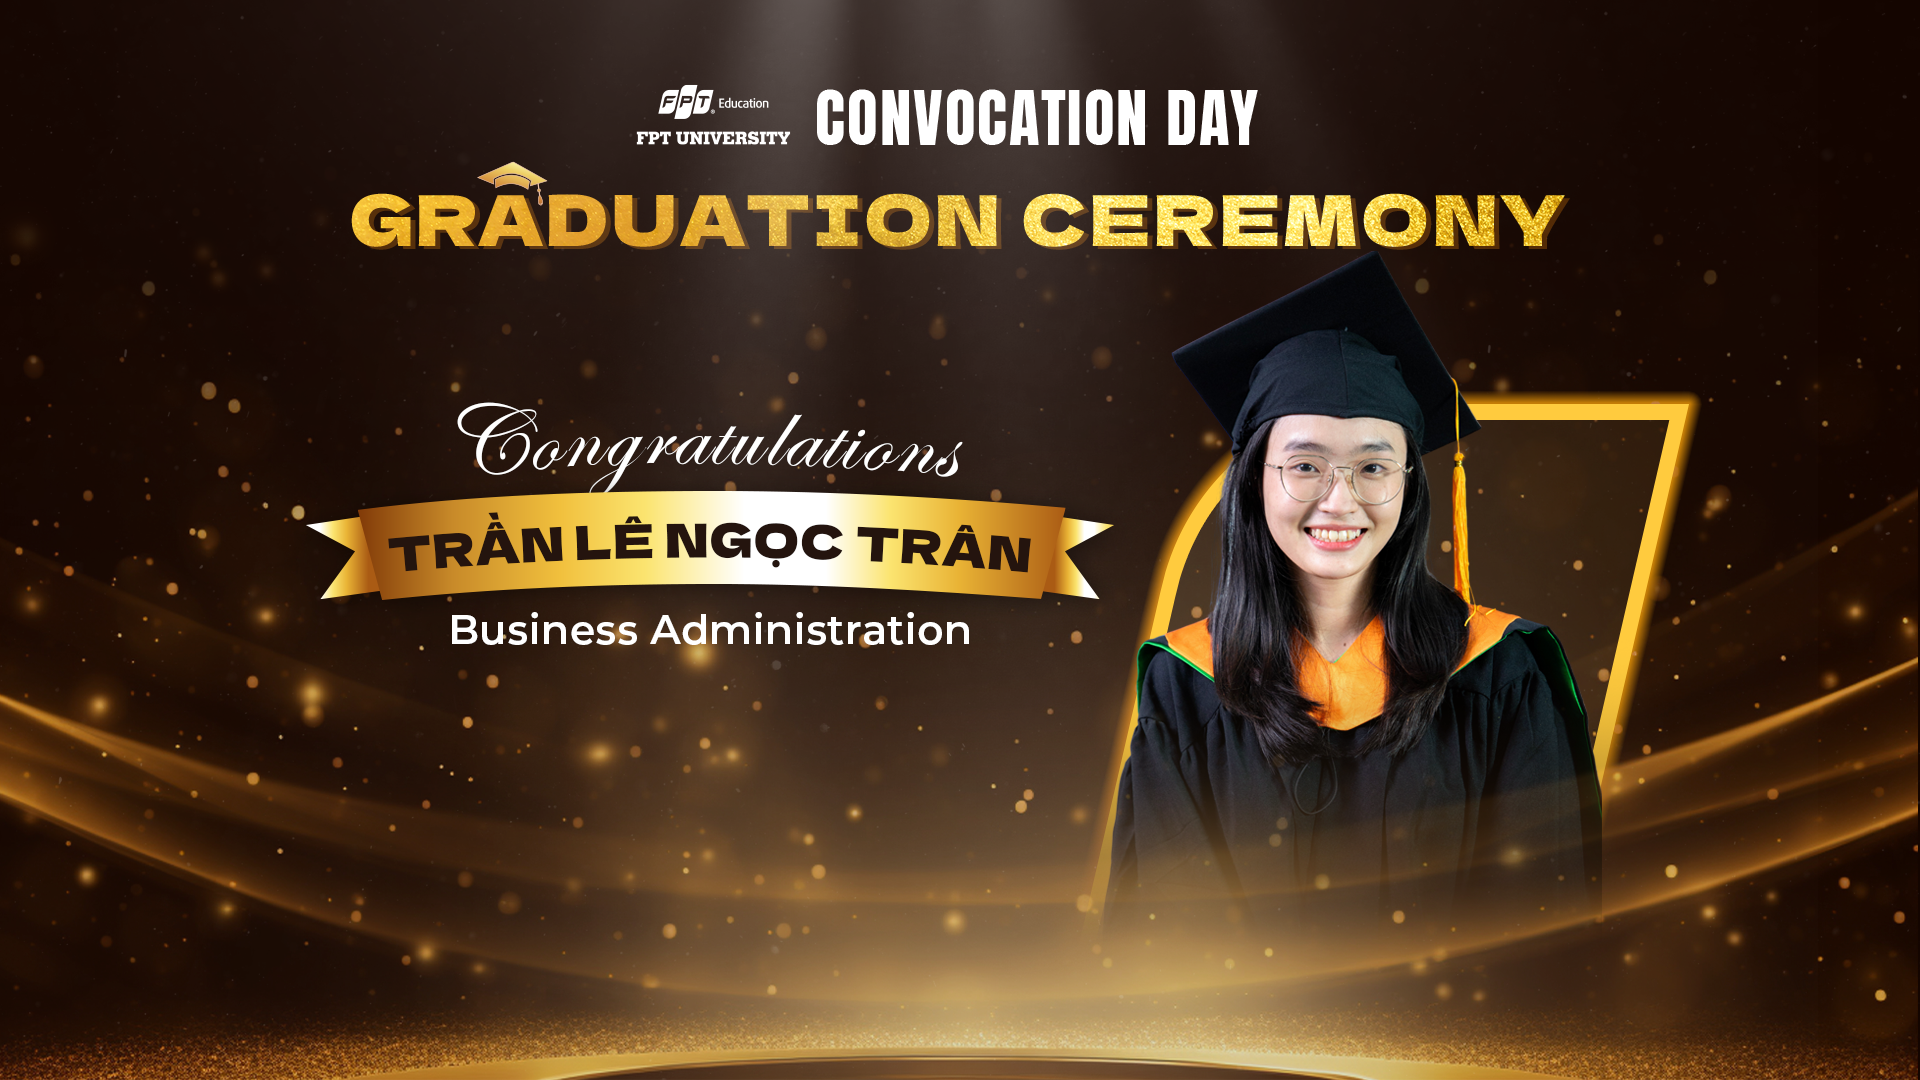 FPT Education
FPT UNIVERSITY
CONVOCATION DAY
GRADUATION CEREMONY
Congratulations
TRẦN LÊ NGỌC TRÂN
Business Administration